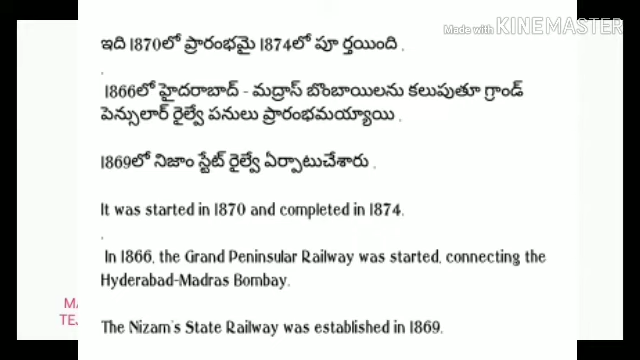 Made with KINEMASTER
ఇది 1870లో ప్రారంభమై 1874లో పూ ర్తయింది .
.
1866లో హైదరాబాద్ - మద్రాస్ బొంబాయిలను కలుపుతూ గ్రాండ్
పెన్సులార్ రైల్వే పనులు ప్రారంభమయ్యాయి .
1869లో నిజాం స్టేట్ రైల్వే ఏర్పాటుచేశారు .
It was started in 1870 and completed in 1874.
.
In 1866, the Grand Peninsular Railway was started, connecting the
Hyderabad-Madras Bombay.
The Nizam's State Railway was established in 1869.